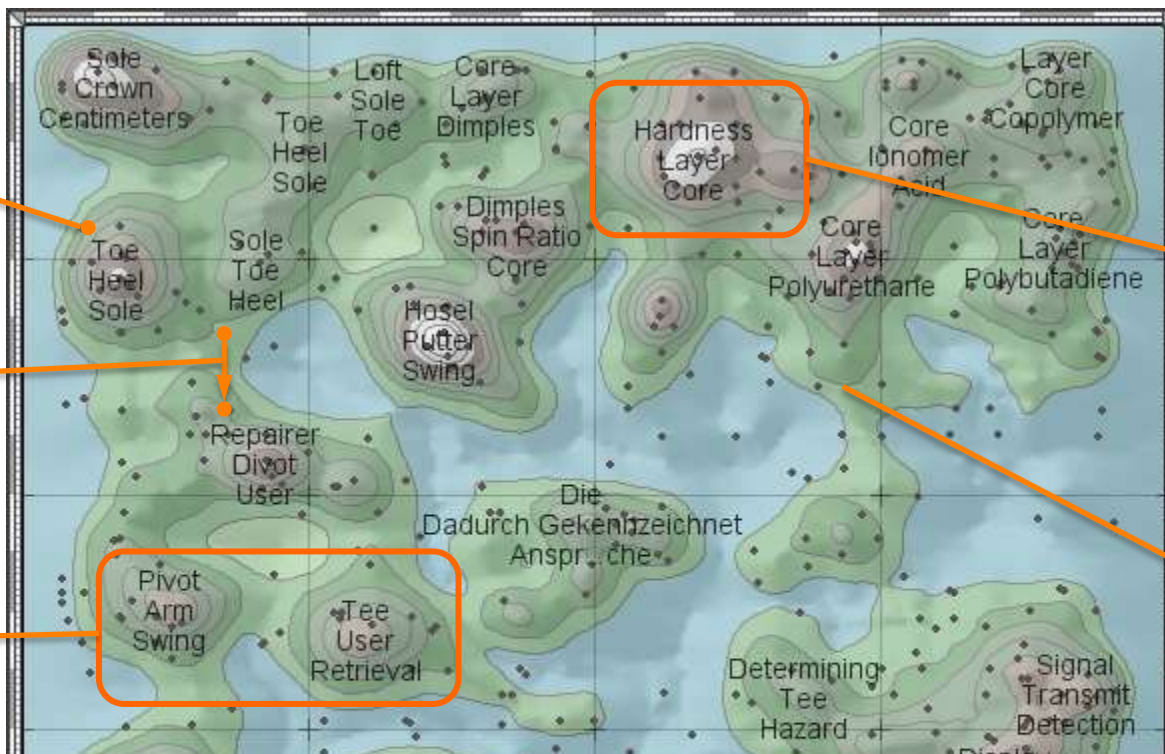 Sole
Crown
Centimeters
Loft
Sole
Toe
Core
Layer
Dimples
Toe
Heel
Sole
Hardness
Layer
Core
Layer
Core
Copolymer
Core
Ionomer
Acid
Toe
Heel
Sole
Sole
Toe
Heel
Dimples
Spin Ratio
Core
Core
Layer
Polyurethane
Core
Layer
Polybutadiene
Hosel
Putter
Swing
Repairer
Divot
User
Die
Dadurch Gekennzeichnet
Anspr...che
Pivot
Arm
Swing
Tee
User
Retrieval
Determining
Tee
Hazard
Signal
Transmit
Detection